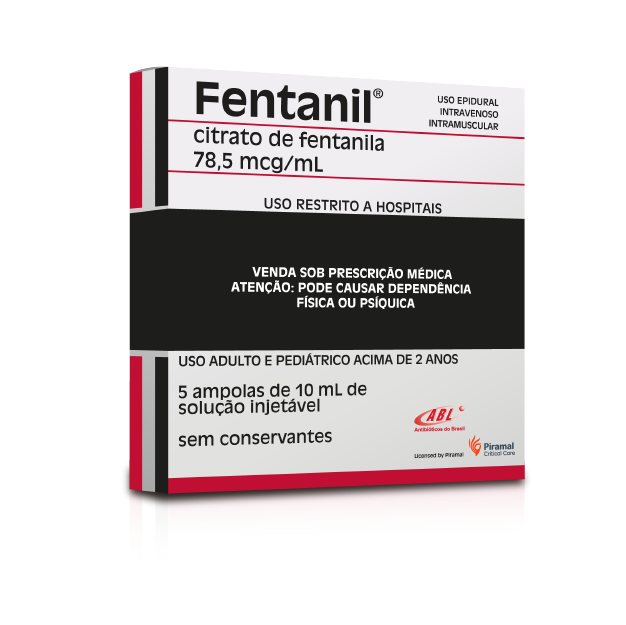 Fentanil®
USO EPIDURAL
INTRAVENOSO
INTRAMUSCULAR
citrato de fentanila
78,5 mcg/mL
USO RESTRITO A HOSPITAIS
VENDA SOB PRESCRIÇÃO MÉDICA
ATENÇÃO: PODE CAUSAR DEPENDÊNCIA
FÍSICA OU PSÍQUICA
USO ADULTO E PEDIÁTRICO ACIMA DE 2 ANOS
5 ampolas de 10 mL de
solução injetável
sem conservantes
ABL
Antibióticos do Brasil
Licensed by Piramal
Piramal
Critical Care